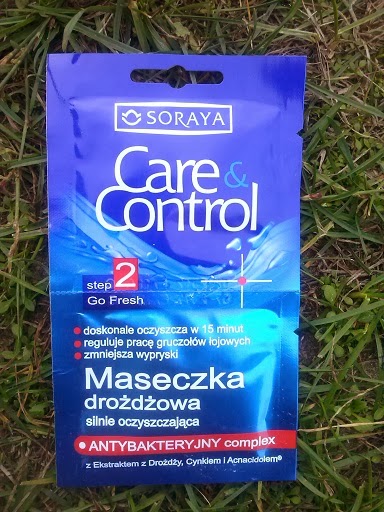 SORAYA
Care & Control
step 2
Go Fresh
doskonale oczyszcza w 15 minut
reguluje pracę gruczołów łojowych
zmniejsza wypryski
Maseczka
drożdżowa
silnie oczyszczająca
ANTYBAKTERYJNY complex
z Ekstraktem z Drożdży, Cynkiem i Acnacidolem®